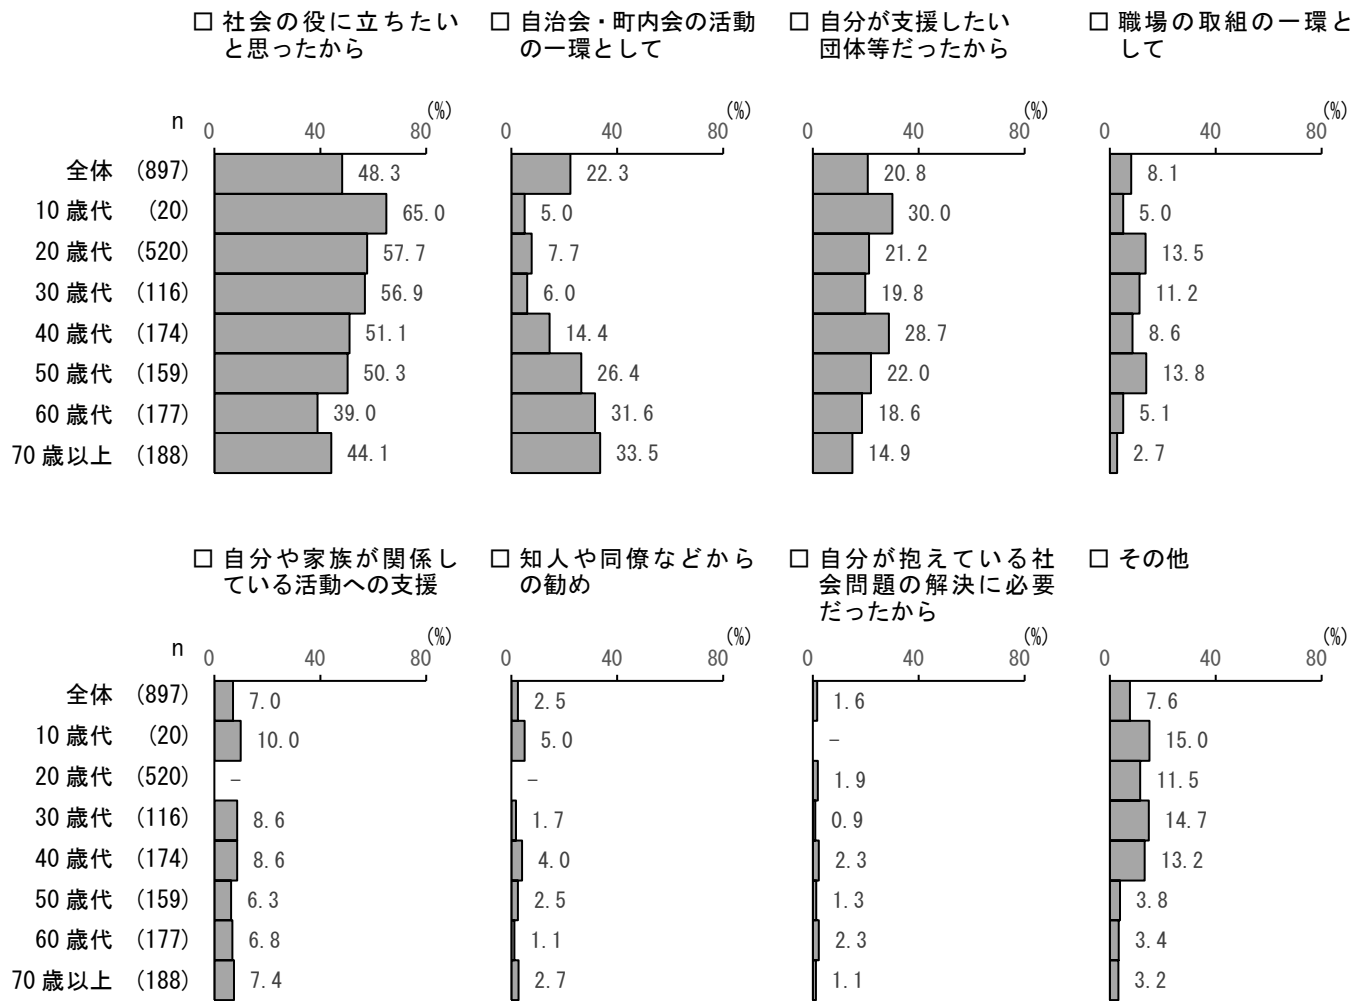 □ 社会の役に立ちたい
と思ったから
□ 自治会・町内会の活動
の一環として
□ 自分が支援したい
団体等だったから
□ 職場の取組の一環と
して
n 0 40 80 (%) 0 40 80 (%) 0 40 80 (%) 0 40 80 (%)
全体 (897) 48.3 22.3 20.8 8.1
10歳代 (20) 65.0 5.0 30.0 5.0
20歳代 (520) 57.7 7.7 21.2 13.5
30歳代 (116) 56.9 6.0 19.8 11.2
40歳代 (174) 51.1 14.4 28.7 8.6
50歳代 (159) 50.3 26.4 22.0 13.8
60歳代 (177) 39.0 31.6 18.6 5.1
70歳以上 (188) 44.1 33.5 14.9 2.7
□ 自分や家族が関係し
ている活動への支援
□ 知人や同僚などから
の勧め
□ 自分が抱えている社
会問題の解決に必要
だったから
□ その他
n 0 40 80 (%) 0 40 80 (%) 0 40 80 (%) 0 40 80 (%)
全体 (897) 7.0 2.5 1.6 7.6
10歳代 (20) 10.0 5.0 – 15.0
20歳代 (520) – – 1.9 11.5
30歳代 (116) 8.6 1.7 0.9 14.7
40歳代 (174) 8.6 4.0 2.3 13.2
50歳代 (159) 6.3 2.5 1.3 3.8
60歳代 (177) 6.8 1.1 2.3 3.4
70歳以上 (188) 7.4 2.7 1.1 3.2